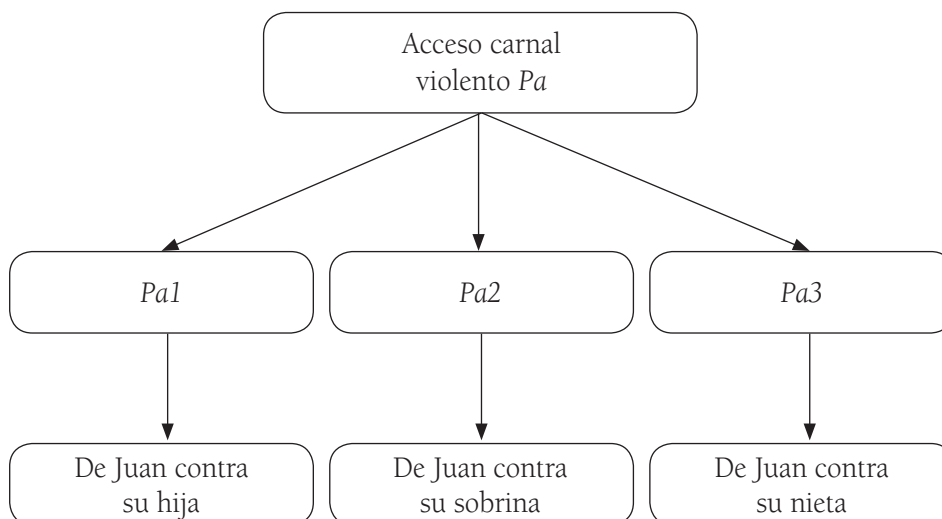 Acceso carnal
violento Pa
Pa1
Pa2
Pa3
De Juan contra
su hija
De Juan contra
su sobrina
De Juan contra
su nieta